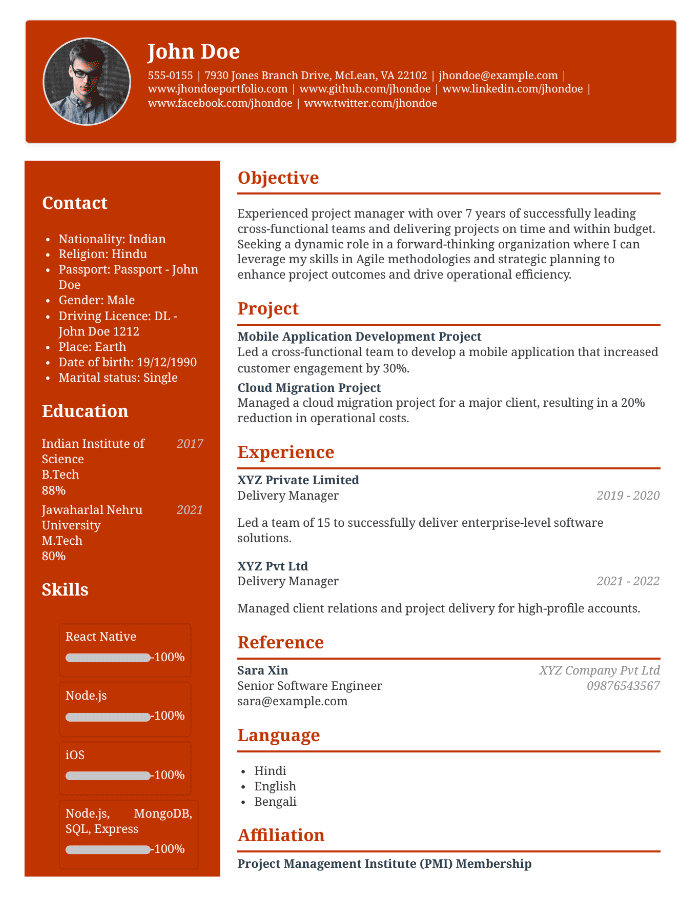 John Doe
555-0155 | 7930 Jones Branch Drive, McLean, VA 22102 | jhondoe@example.com |
www.jhondoeportfolio.com | www.github.com/jhondoe | www.linkedin.com/jhondoe |
www.facebook.com/jhondoe | www.twitter.com/jhondoe
Contact
• Nationality: Indian
• Religion: Hindu
• Passport: Passport - John
Doe
• Gender: Male
• Driving Licence: DL -
John Doe 1212
• Place: Earth
• Date of birth: 19/12/1990
• Marital status: Single
Education
Indian Institute of 2017
Science
B.Tech
88%
Jawaharlal Nehru 2021
University
M.Tech
80%
Skills
React Native
-100%
Node.js
-100%
iOS
-100%
Node.js, MongoDB,
SQL, Express
-100%
Objective
Experienced project manager with over 7 years of successfully leading
cross-functional teams and delivering projects on time and within budget.
Seeking a dynamic role in a forward-thinking organization where I can
leverage my skills in Agile methodologies and strategic planning to
enhance project outcomes and drive operational efficiency.
Project
Mobile Application Development Project
Led a cross-functional team to develop a mobile application that increased
customer engagement by 30%.
Cloud Migration Project
Managed a cloud migration project for a major client, resulting in a 20%
reduction in operational costs.
Experience
XYZ Private Limited
Delivery Manager 2019 - 2020
Led a team of 15 to successfully deliver enterprise-level software
solutions.
XYZ Pvt Ltd
Delivery Manager 2021 - 2022
Managed client relations and project delivery for high-profile accounts.
Reference
Sara Xin XYZ Company Pvt Ltd
Senior Software Engineer 09876543567
sara@example.com
Language
• Hindi
• English
• Bengali
Affiliation
Project Management Institute (PMI) Membership